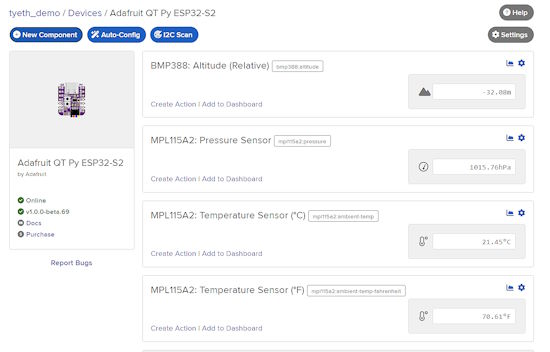 tyeth_demo / Devices / Adafruit QT Py ESP32-S2
Help
New Component
Auto-Config
I2C Scan
Settings
Adafruit QT Py ESP32-S2
by Adafruit
Online
v1.0.0-beta.69
Docs
Purchase
Report Bugs
BMP388: Altitude (Relative) bmp388:altitude
-32.08m
Create Action | Add to Dashboard
MPL115A2: Pressure Sensor mpl115a2:pressure
1015.76hPa
Create Action | Add to Dashboard
MPL115A2: Temperature Sensor (°C) mpl115a2:ambient-temp
21.45°C
Create Action | Add to Dashboard
MPL115A2: Temperature Sensor (°F) mpl115a2:ambient-temp-fahrenheit
70.61°F
Create Action | Add to Dashboard